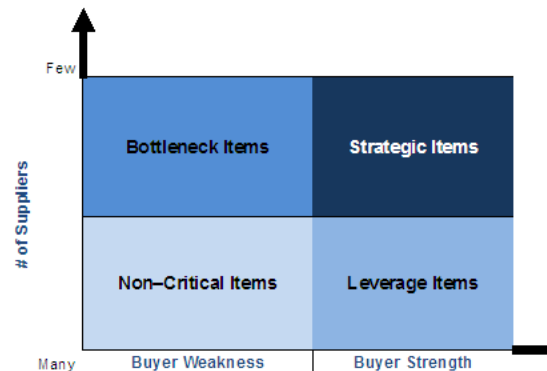 Few
Bottleneck Items
Strategic Items
# of Suppliers
Non–Critical Items
Leverage Items
Many
Buyer Weakness
Buyer Strength